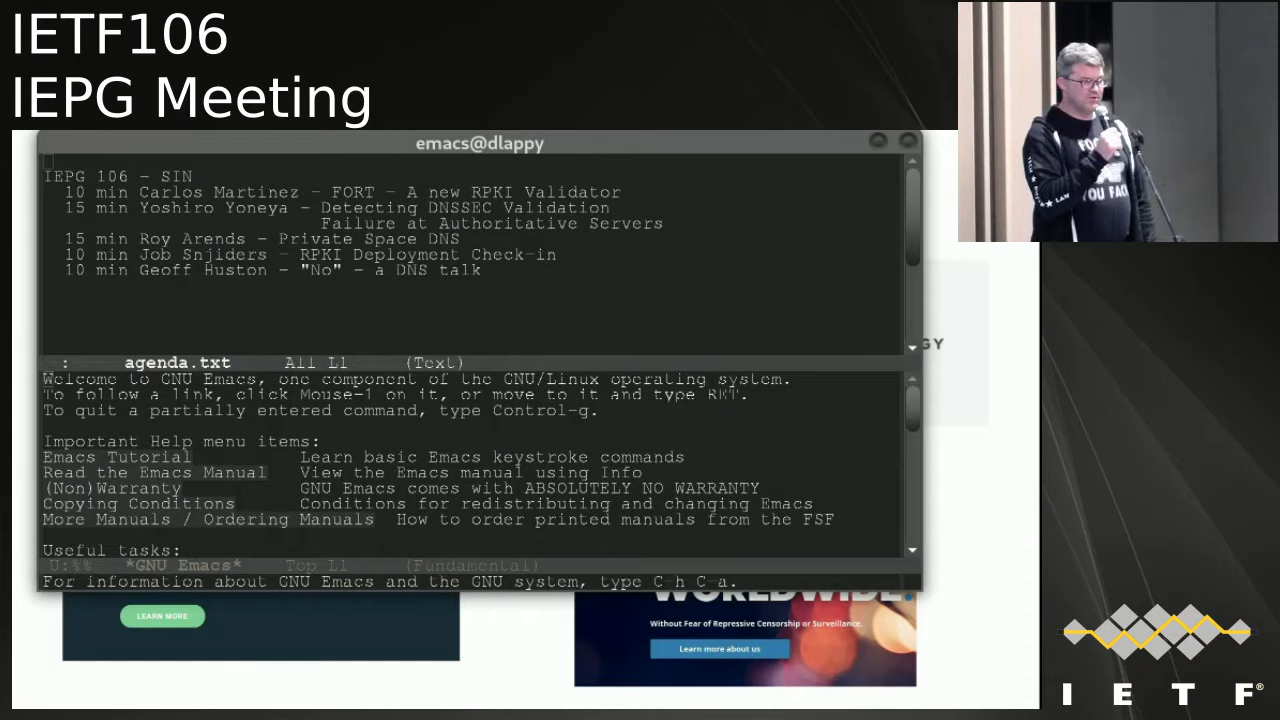 IETF106
IEPG Meeting
emacs@dlappy
IEPG 106 - SIN
10 min Carlos Martinez - FORT - A new RPKI Validator
15 min Yoshiro Yoneya - Detecting DNSSEC Validation
Failure at Authoritative Servers
15 min Roy Arends - Private Space DNS
10 min Job Snjiders - RPKI Deployment Check-in
10 min Geoff Huston - "No" - a DNS talk
agenda.txt All L1 (Text)
Welcome to GNU Emacs, one component of the GNU/Linux operating system.
To follow a link, click Mouse-1 on it, or move to it and type RET.
To quit a partially entered command, type Control-g.
Important Help menu items:
Emacs Tutorial Learn basic Emacs keystroke commands
Read the Emacs Manual View the Emacs manual using Info
(Non)Warranty GNU Emacs comes with ABSOLUTELY NO WARRANTY
Copying Conditions Conditions for redistributing and changing Emacs
More Manuals / Ordering Manuals How to order printed manuals from the FSF
Useful tasks:
U:%% *GNU Emacs* Top L1 (Fundamental)
For information about GNU Emacs and the GNU system, type C-h C-a.
GY
LEARN MORE
WORLDWIDE.
Without Fear of Repressive Censorship or Surveillance.
Learn more about us
YOU
LAW
IETF®